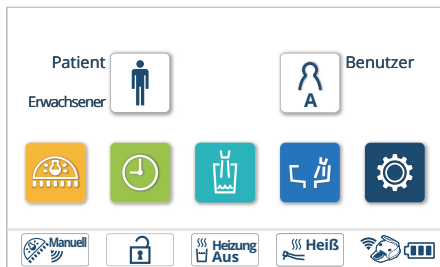 Patient
Erwachsener
Benutzer
A
Manuell
Heizung
Aus
Heiß